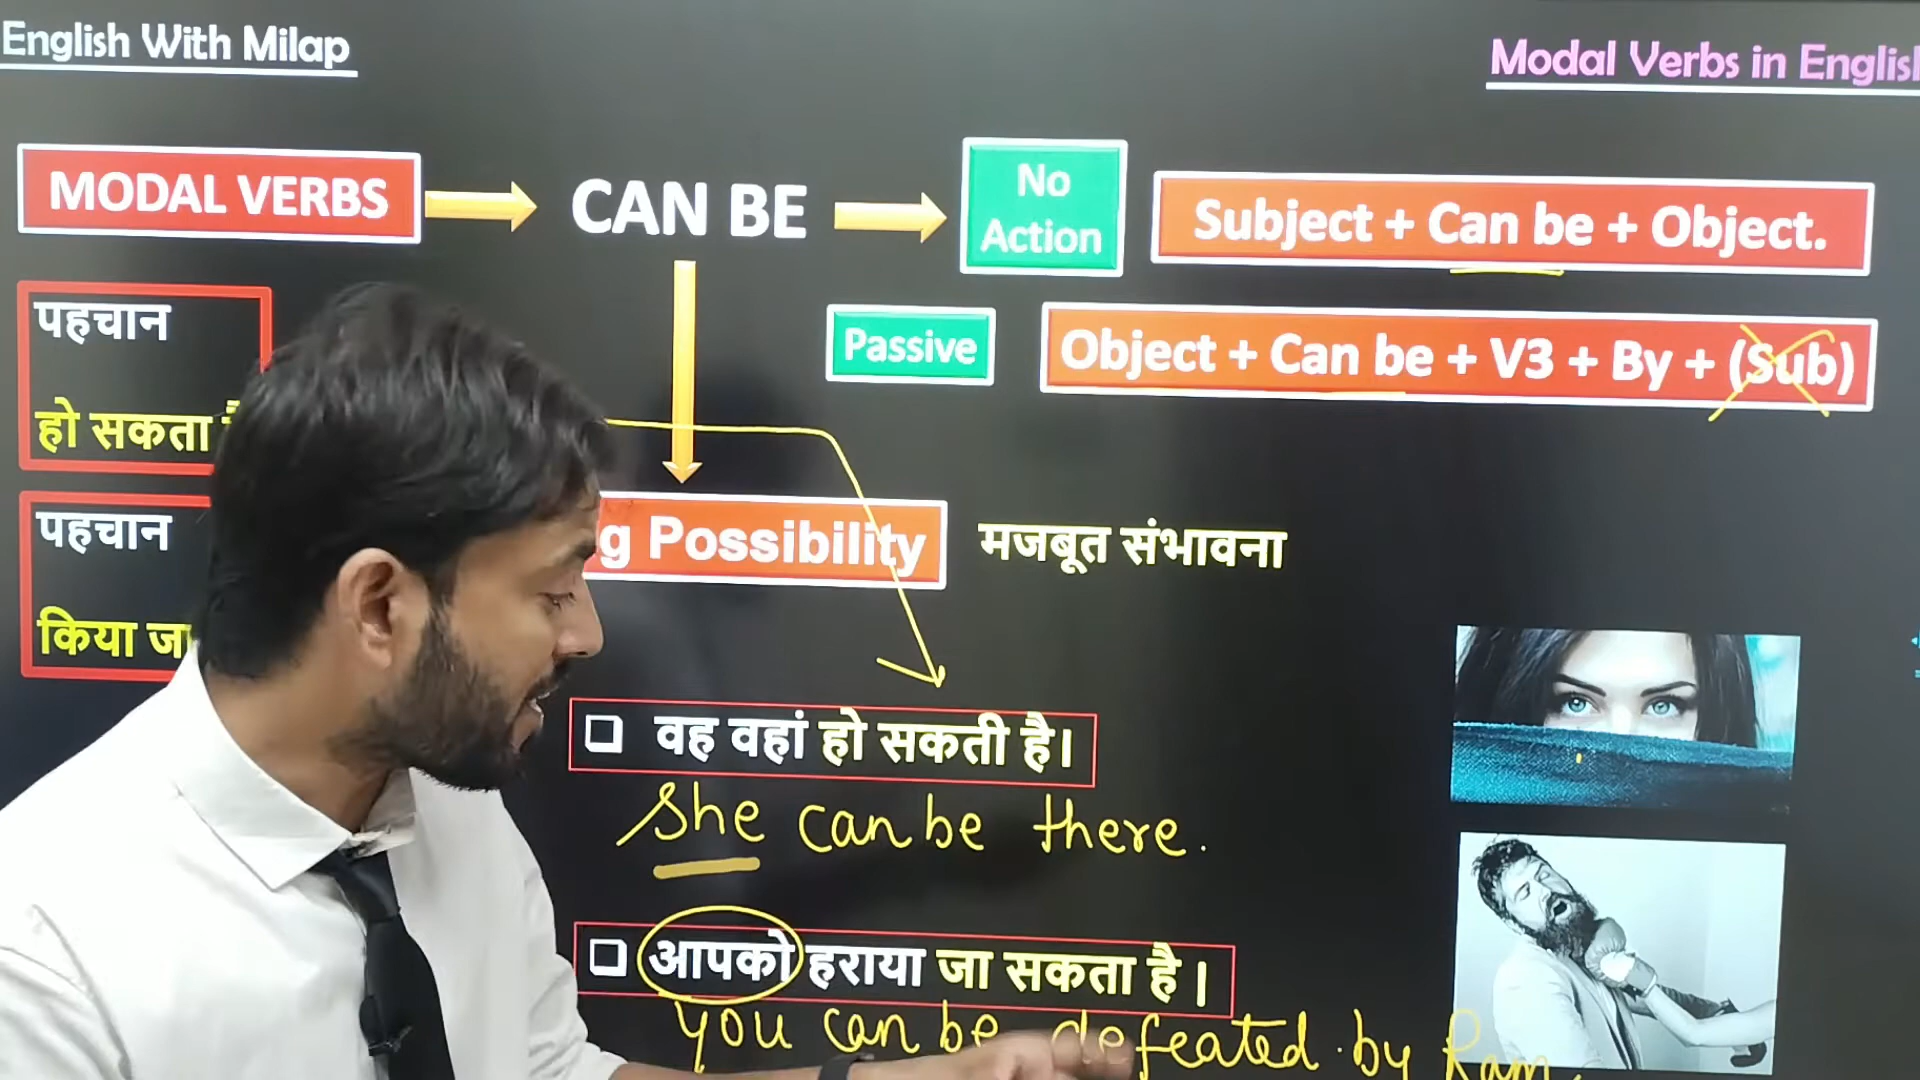 English With Milap
Modal Verbs in English
MODAL VERBS
CAN BE
No
Action
Subject + Can be + Object.
Passive
Object + Can be + V3 + By + (Sub)
पहचान
हो सकता
पहचान
किया जा
g Possibility
मजबूत संभावना
वह वहां हो सकती है।
She can be there.
आपको हराया जा सकता है।
you can be defeated by Ram.